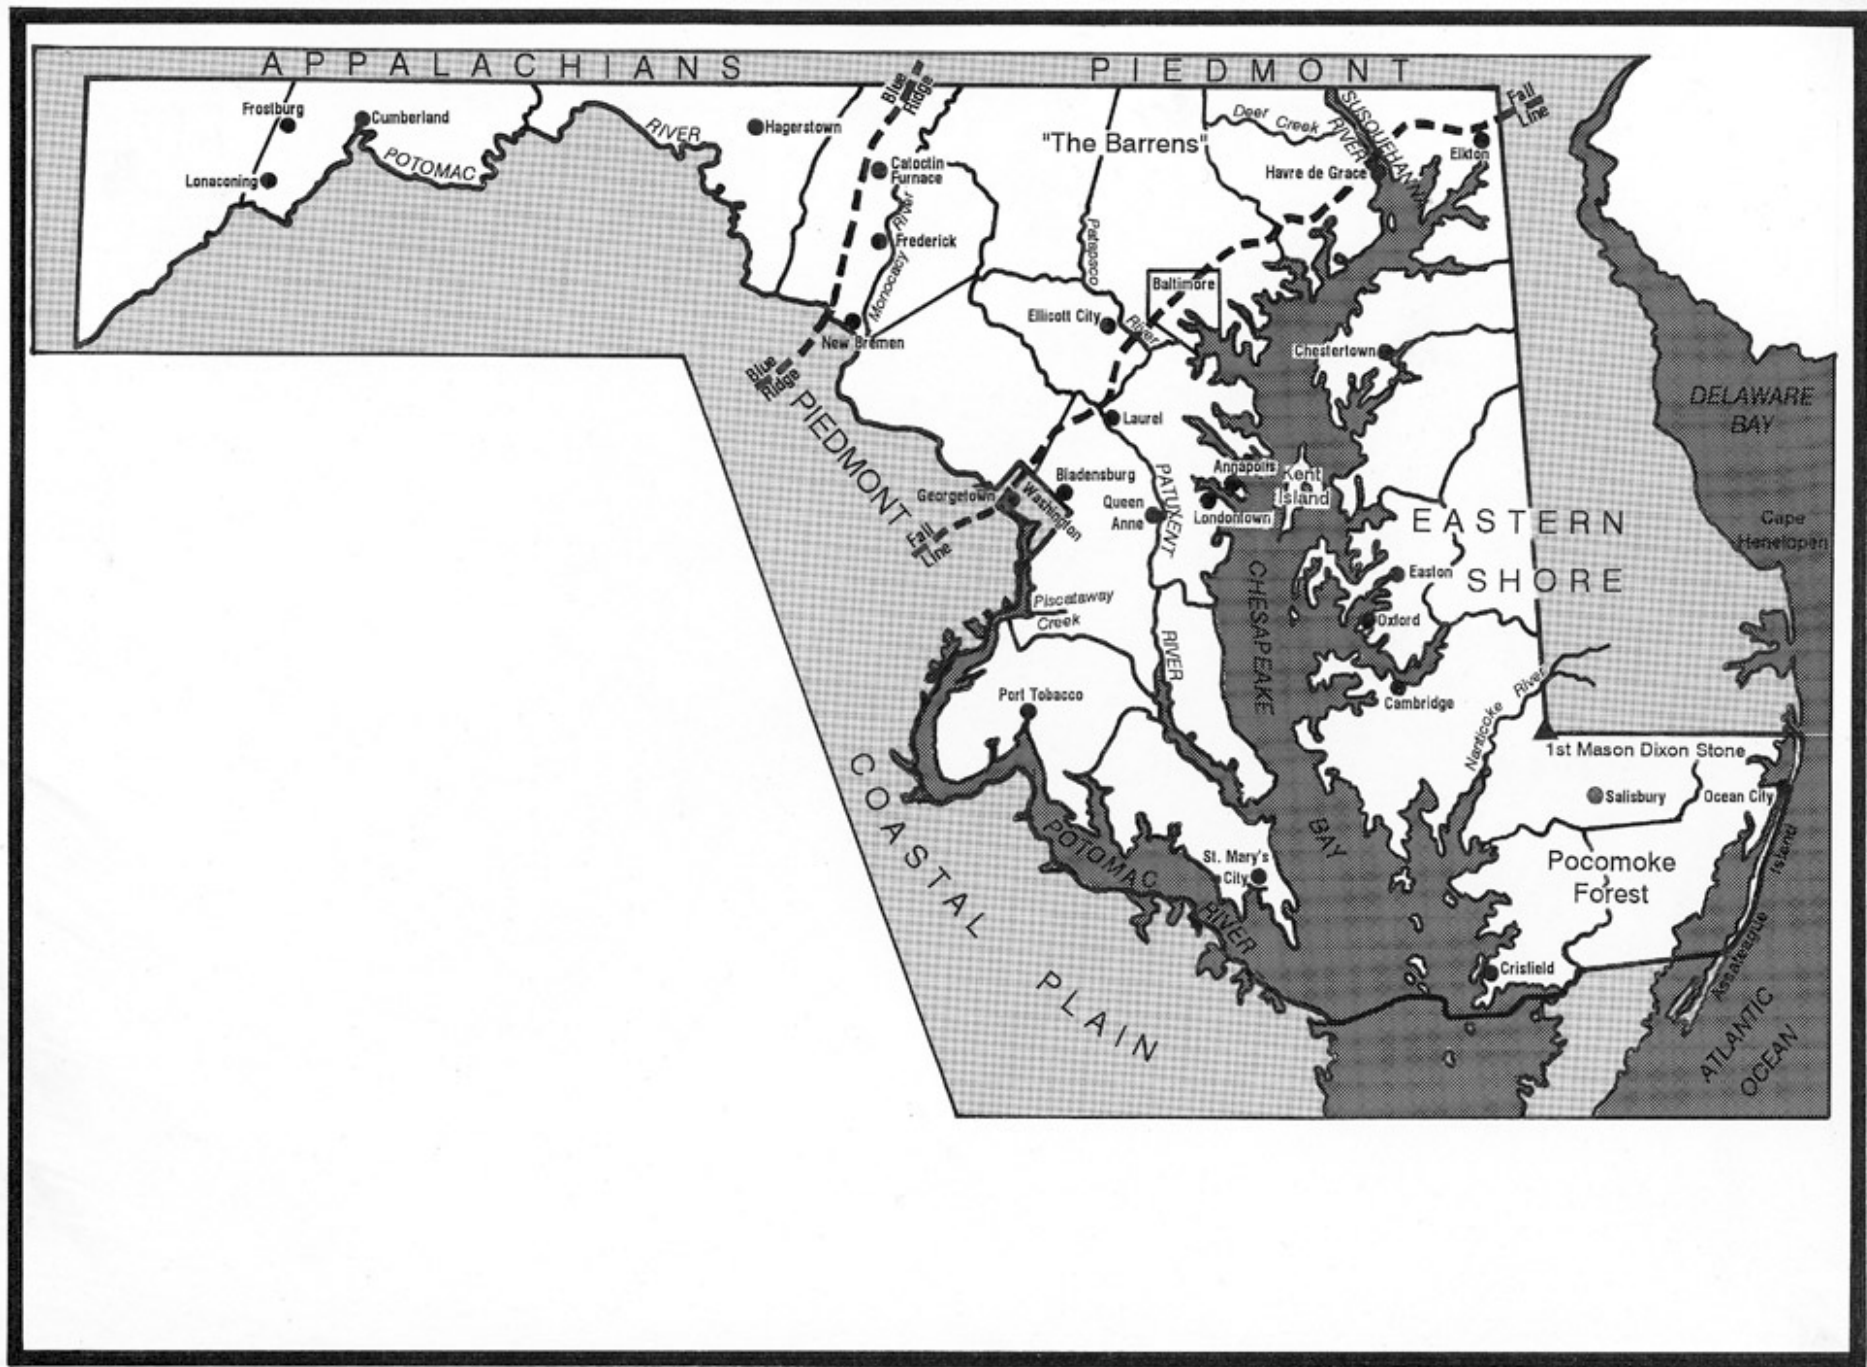 APPALACHIANS
PIEDMONT
Blue
Ridge
Fall
Line
Frostburg
Cumberland
Lonaconing
POTOMAC
RIVER
Hagerstown
Catoctin
Furnace
Frederick
Monocacy River
New Bremen
Blue
Ridge
"The Barrens"
Deer Creek
SUSQUEHANNA
RIVER
Elkton
Havre de Grace
Patapsco
River
Baltimore
Ellicott City
Chestertown
Laurel
PIEDMONT
Fall
Line
Georgetown
Washington
Bladensburg
Queen
Anne
PATUXENT
RIVER
Annapolis
Londontown
Kent
Island
DELAWARE
BAY
Cape
Henelopen
EASTERN
SHORE
Easton
Oxford
Cambridge
CHESAPEAKE
BAY
Piscataway
Creek
Port Tobacco
Nanticoke River
1st Mason Dixon Stone
Salisbury
Ocean City
Pocomoke
Forest
St. Mary's
City
POTOMAC
RIVER
Crisfield
Assateague Island
ATLANTIC
OCEAN
COASTAL
PLAIN